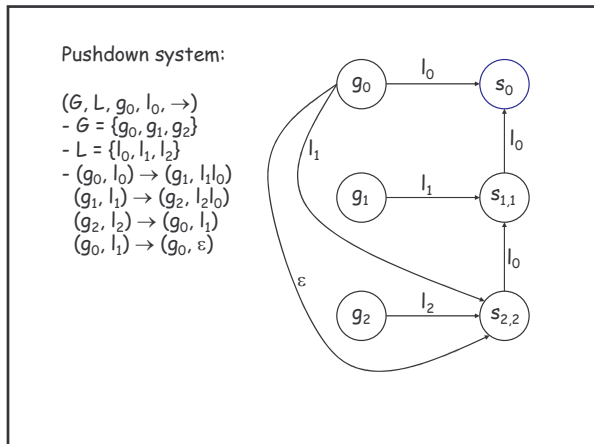 Pushdown system:
(G, L, g₀, l₀, →)
- G = {g₀, g₁, g₂}
- L = {l₀, l₁, l₂}
- (g₀, l₀) → (g₁, l₁l₀)
(g₁, l₁) → (g₂, l₂l₀)
(g₂, l₂) → (g₀, l₁)
(g₀, l₁) → (g₀, ε)
g₀
l₀
s₀
l₁
l₀
g₁
l₁
s₁,₁
l₀
ε
g₂
l₂
s₂,₂